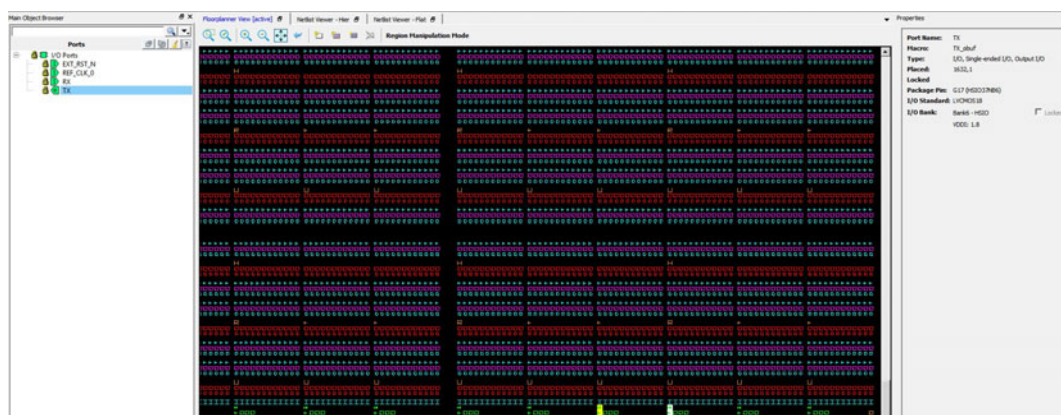 Main Object Browser
Ports
I/O Ports
EXT_RST_N
REF_CLK_0
RX
TX
Floorplanner View [active]
Netlist Viewer - Hier
Netlist Viewer - Flat
Region Manipulation Mode
Properties
Port Name: TX
Macro: TX_obuf
Type: I/O, Single-ended I/O, Output I/O
Placed: 1632,1
Locked
Package Pin: G17 (HSIO37NB6)
I/O Standard: LVCMOS18
I/O Bank: Bank6 - HSIO
Locked
VDDI: 1.8